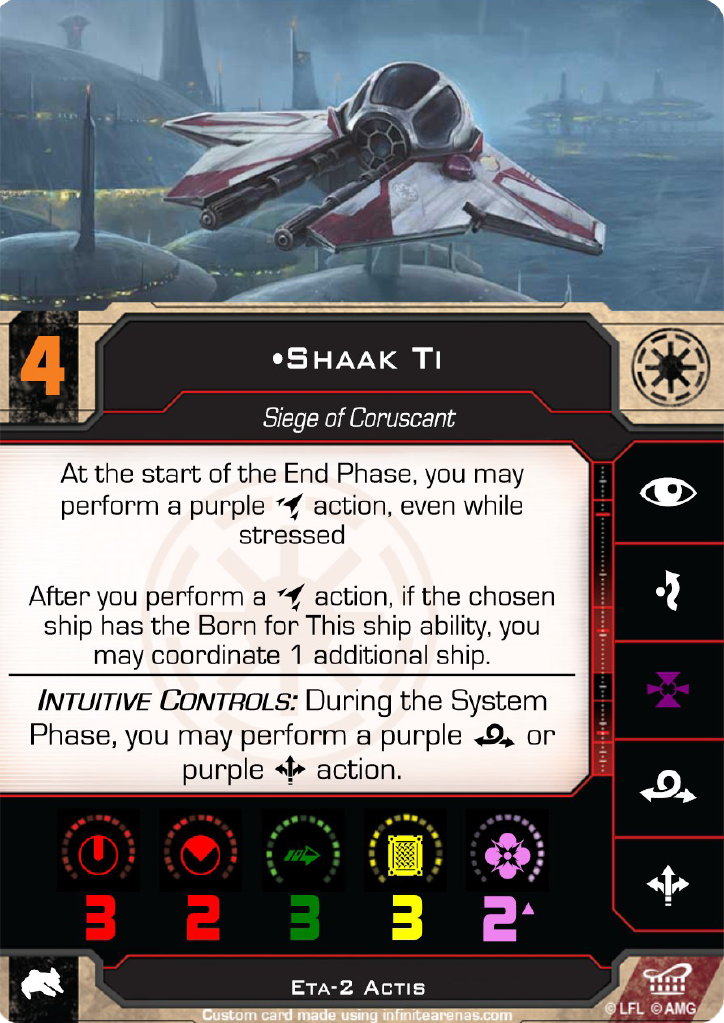 4
•Shaak Ti
Siege of Coruscant
At the start of the End Phase, you may
perform a purple action, even while
stressed
After you perform a action, if the chosen
ship has the Born for This ship ability, you
may coordinate 1 additional ship.
Intuitive Controls: During the System
Phase, you may perform a purple or
purple action.
3 2 3 3 2
Eta-2 Actis
©LFL ©AMG
Custom card made using infinitearenas.com